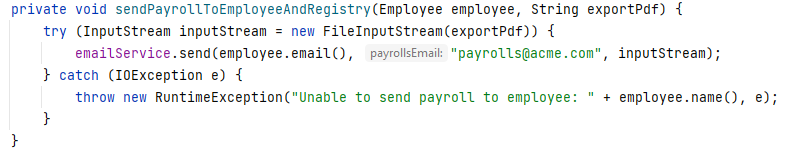 private void sendPayrollToEmployeeAndRegistry(Employee employee, String exportPdf) {
    try (InputStream inputStream = new FileInputStream(exportPdf)) {
        emailService.send(employee.email(), payrollsEmail: "payrolls@acme.com", inputStream);
    } catch (IOException e) {
        throw new RuntimeException("Unable to send payroll to employee: " + employee.name(), e);
    }
}